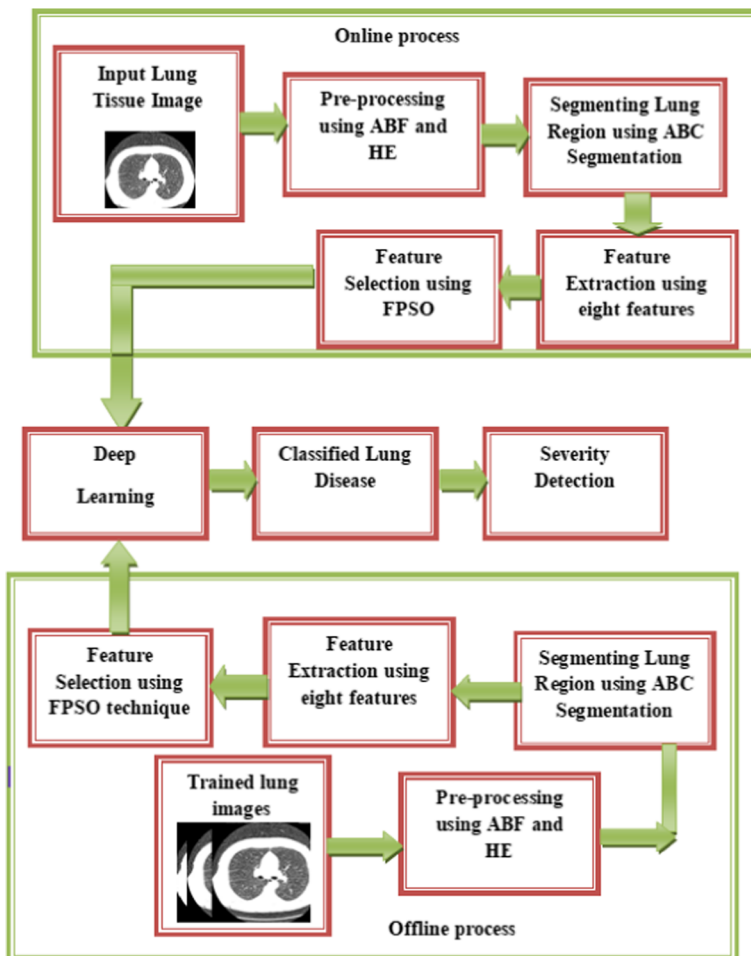 Online process
Input Lung
Tissue Image
Pre-processing
using ABF and
HE
Segmenting Lung
Region using ABC
Segmentation
Feature
Extraction using
eight features
Feature
Selection using
FPSO
Deep
Learning
Classified Lung
Disease
Severity
Detection
Feature
Selection using
FPSO technique
Feature
Extraction using
eight features
Segmenting Lung
Region using ABC
Segmentation
Trained lung
images
Pre-processing
using ABF and
HE
Offline process